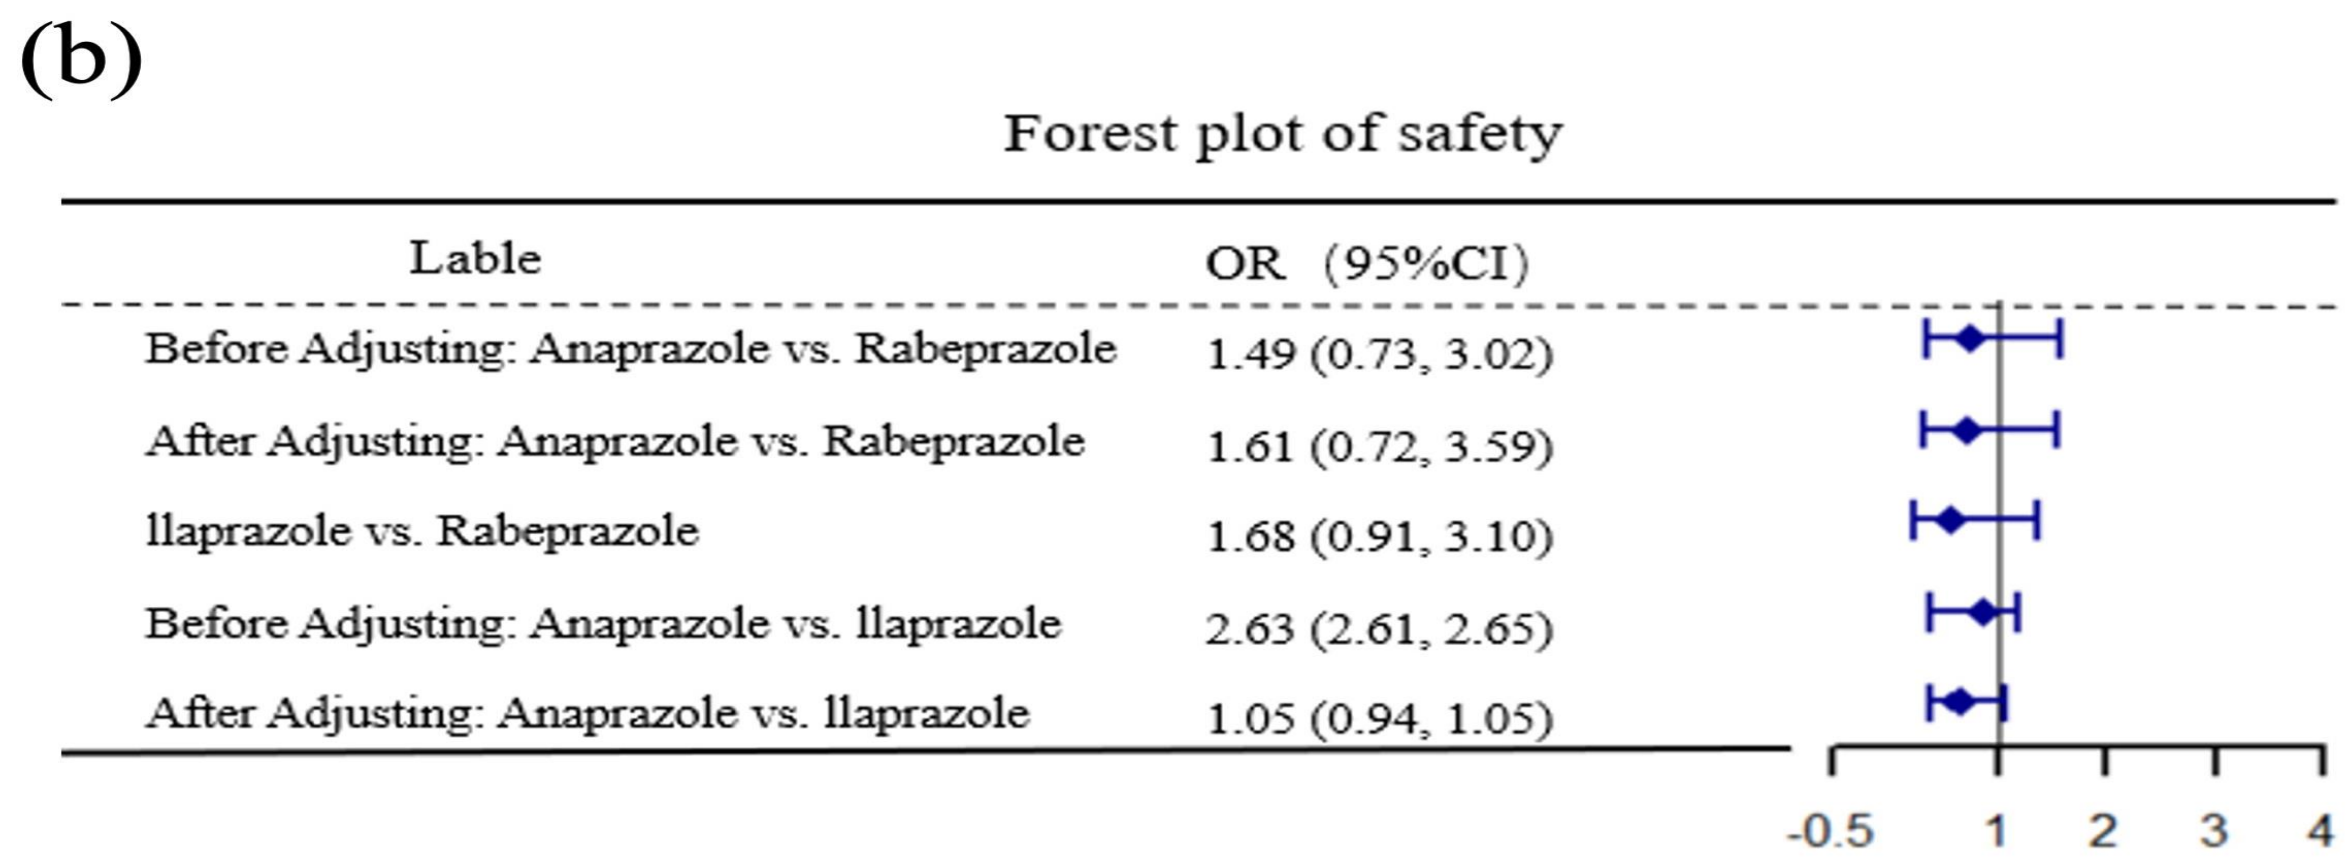 (b)
Forest plot of safety
Lable OR (95%CI)
Before Adjusting: Anaprazole vs. Rabeprazole 1.49 (0.73, 3.02)
After Adjusting: Anaprazole vs. Rabeprazole 1.61 (0.72, 3.59)
llaprazole vs. Rabeprazole 1.68 (0.91, 3.10)
Before Adjusting: Anaprazole vs. llaprazole 2.63 (2.61, 2.65)
After Adjusting: Anaprazole vs. llaprazole 1.05 (0.94, 1.05)
-0.5 1 2 3 4